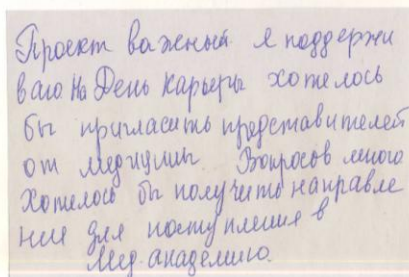 Проект важный я поддержи
ваю. На День Карьеры хотелось
бы пригласить представителей
от медицины Вопросов много
Хотелось бы получить направле
ние для поступления в
Мед. академию.